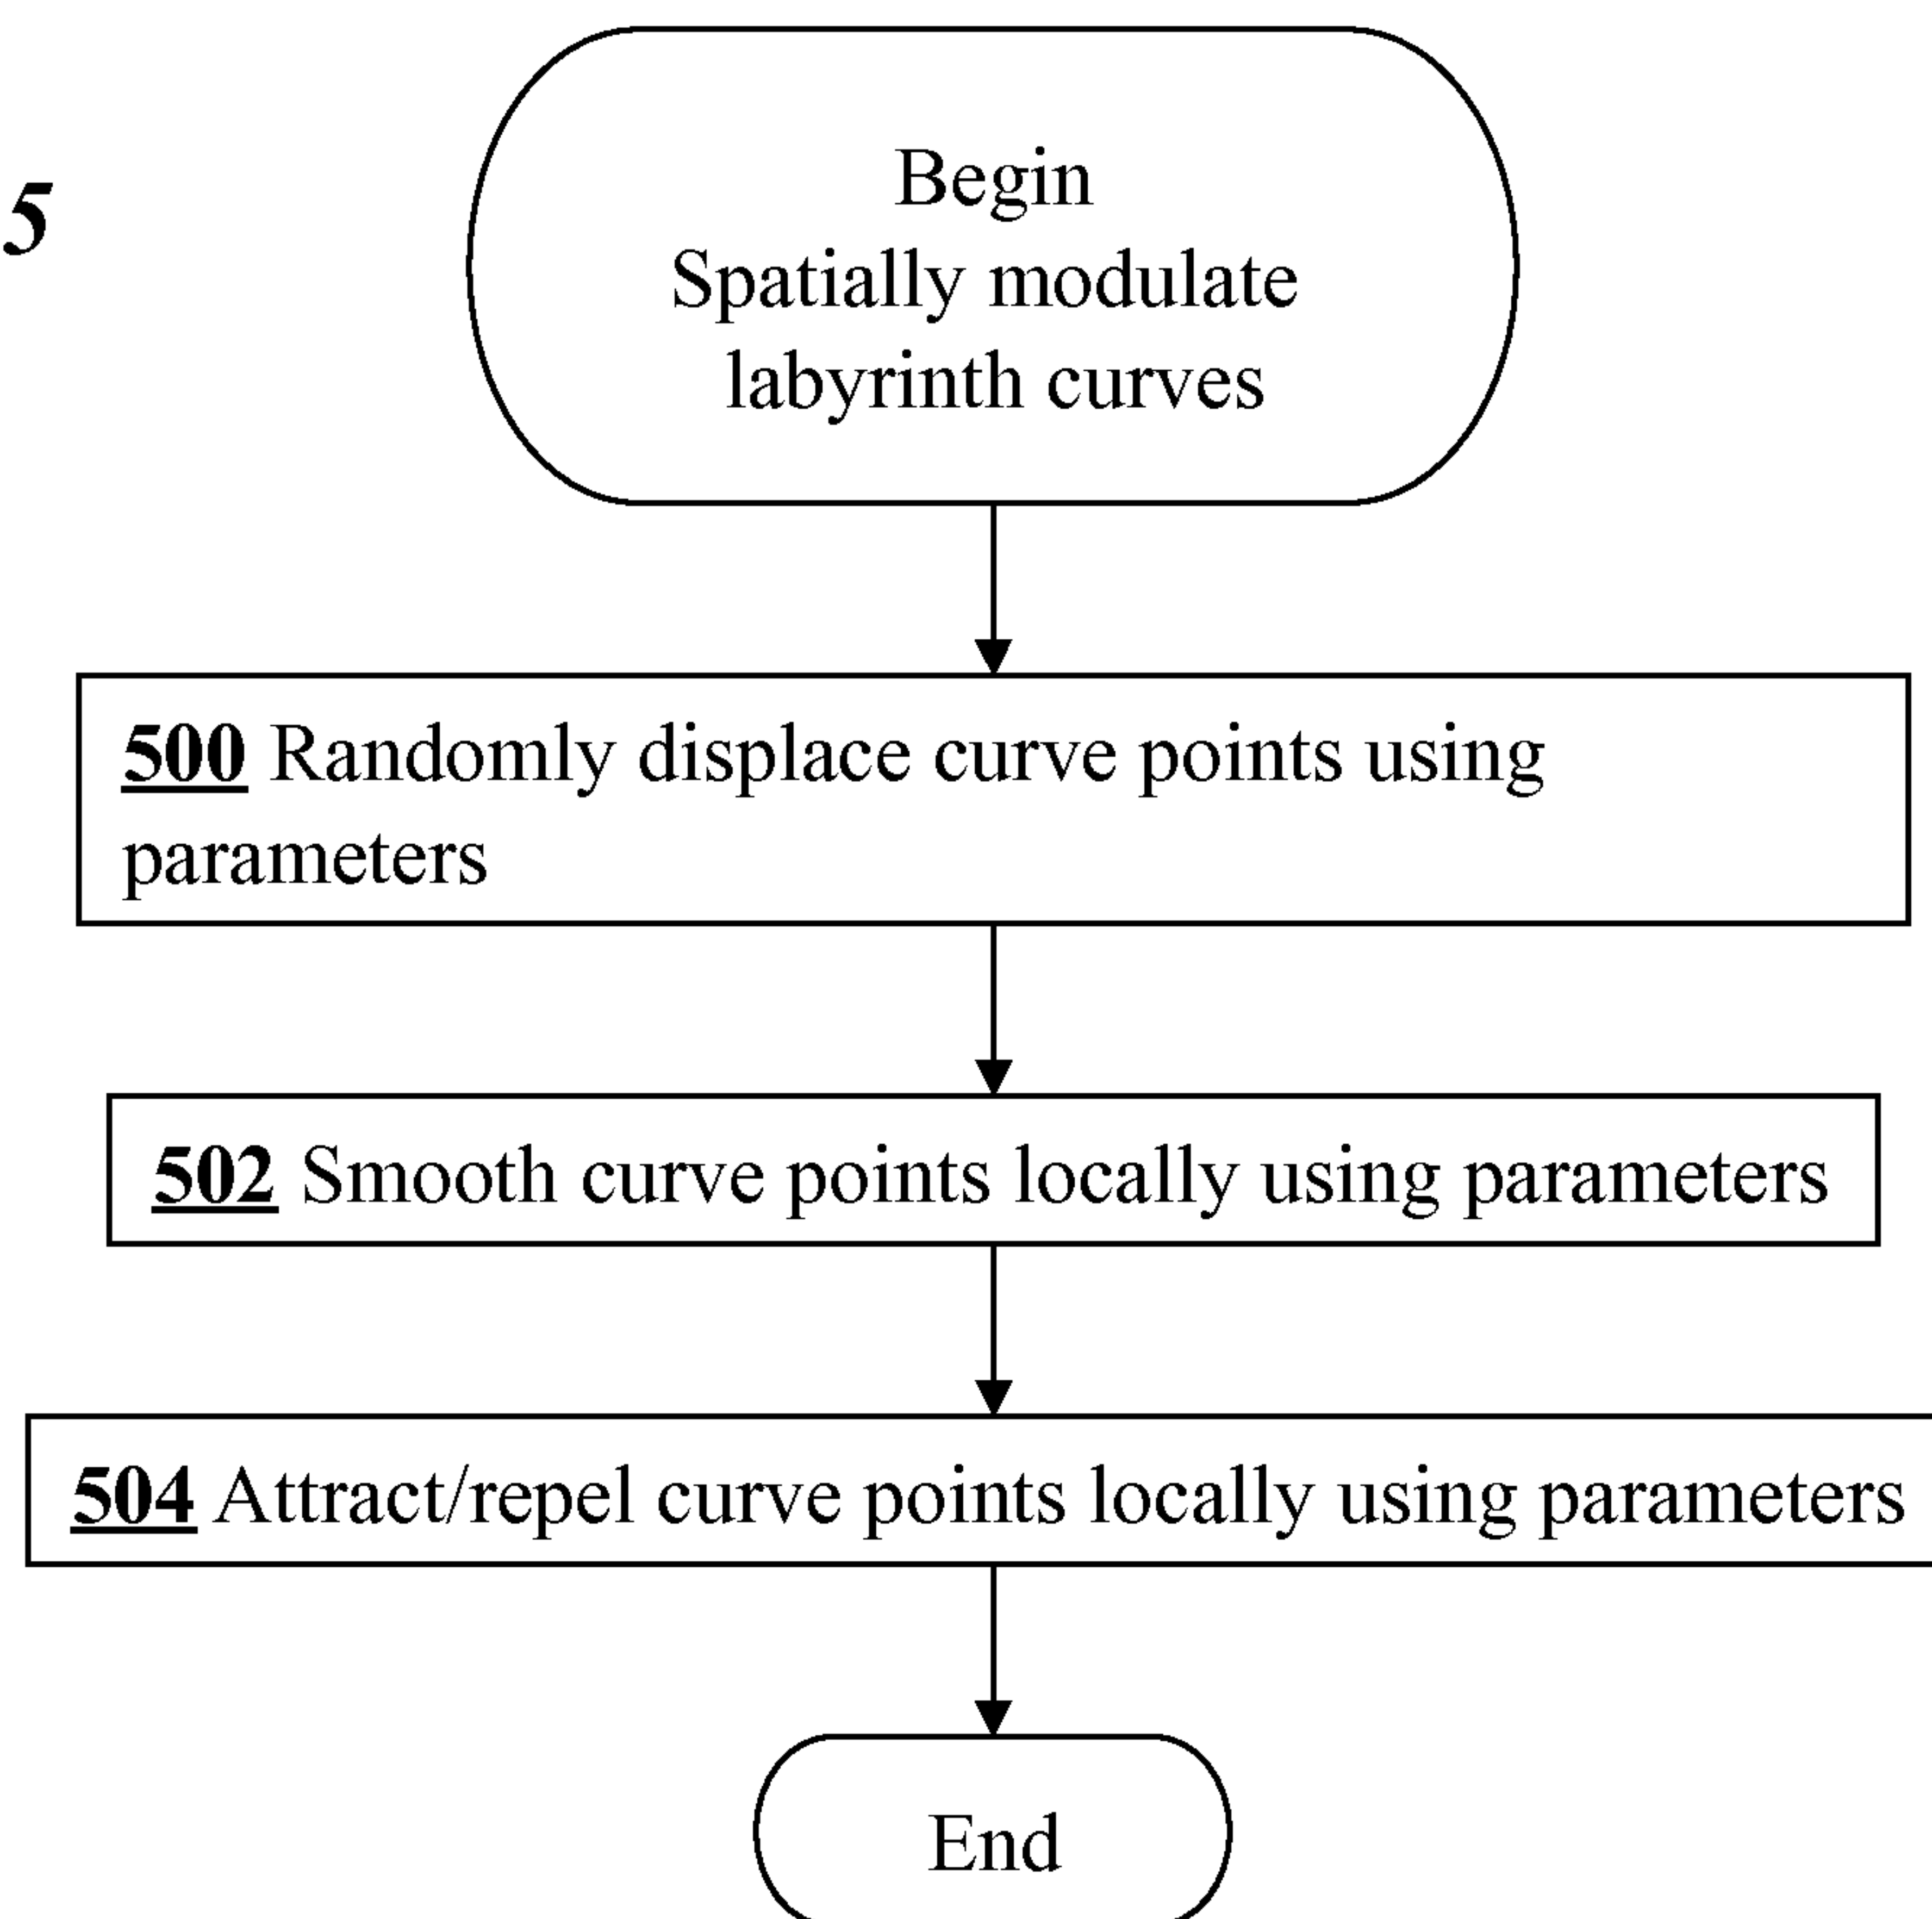 5
Begin
Spatially modulate
labyrinth curves
500 Randomly displace curve points using
parameters
502 Smooth curve points locally using parameters
504 Attract/repel curve points locally using parameters
End